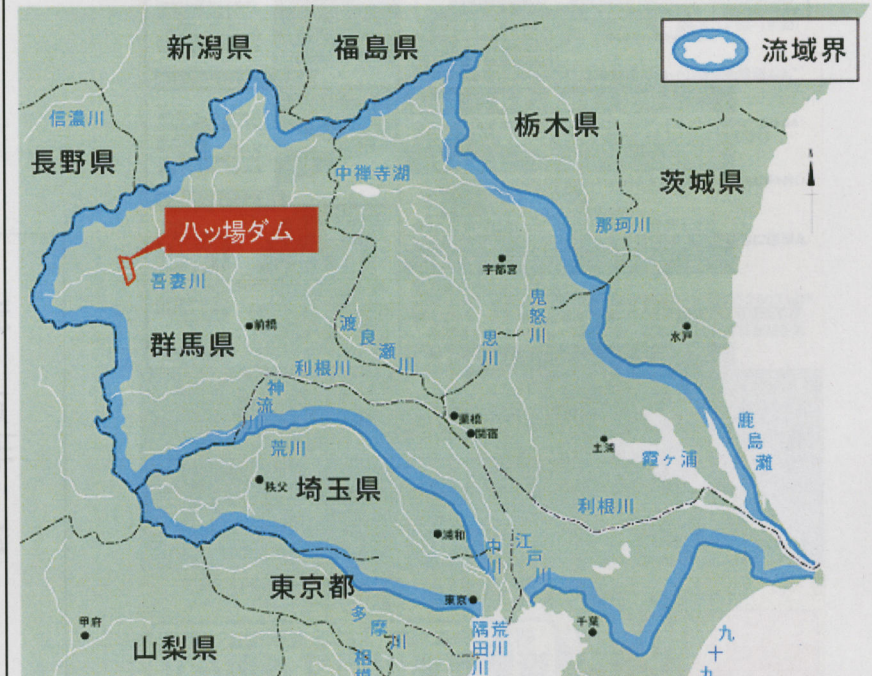 新潟県
福島県
流域界
信濃川
栃木県
長野県
中禅寺湖
茨城県
八ッ場ダム
那珂川
宇都宮
吾妻川
鬼怒川
前橋
渡良瀬川
思川
水戸
群馬県
利根川
神流川
栗橋
関宿
鹿島灘
土浦
霞ヶ浦
荒川
秩父
埼玉県
利根川
浦和
中川
江戸川
東京都
東京
多摩川
千葉
甲府
隅田川
荒川
九十九
山梨県
相模